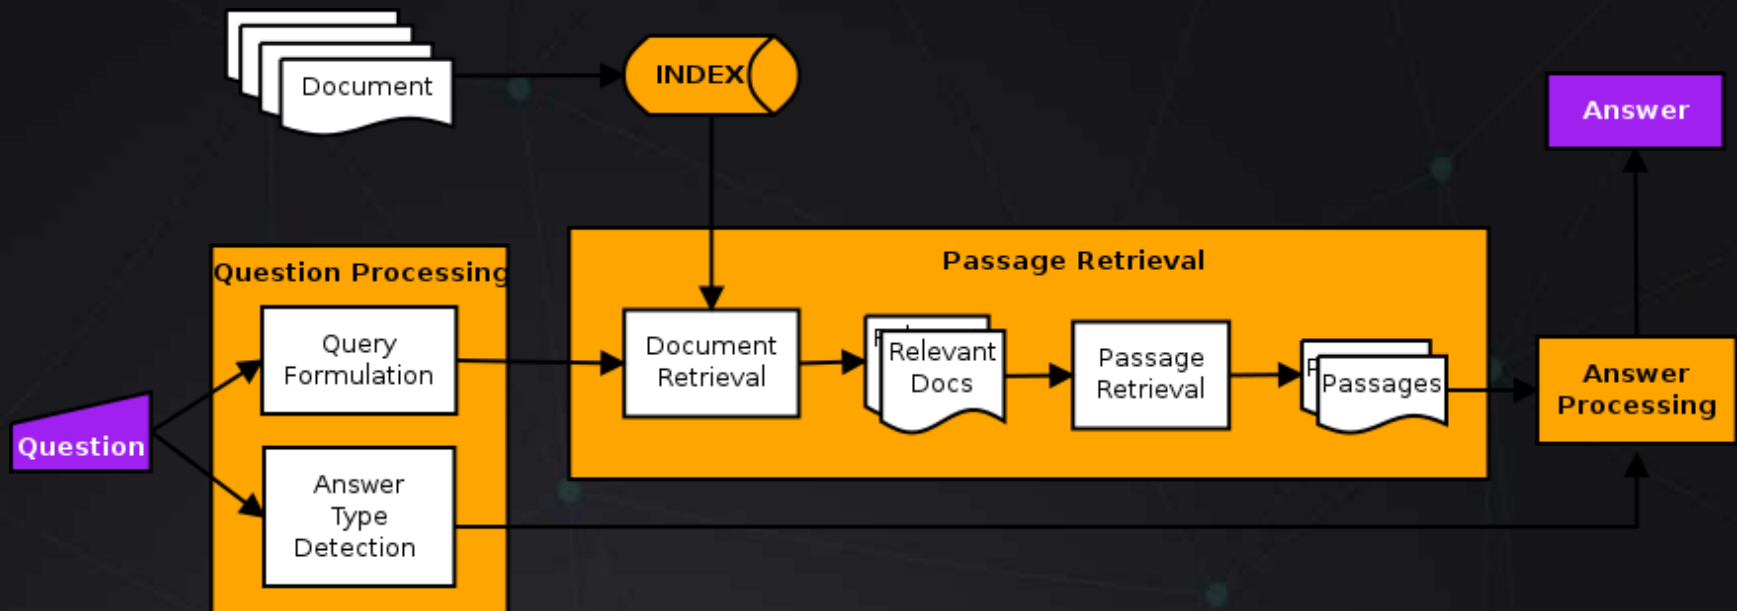 Document
INDEX
Answer
Question Processing
Passage Retrieval
Query
Formulation
Document
Retrieval
Relevant
Docs
Passage
Retrieval
Passages
Answer
Processing
Question
Answer
Type
Detection